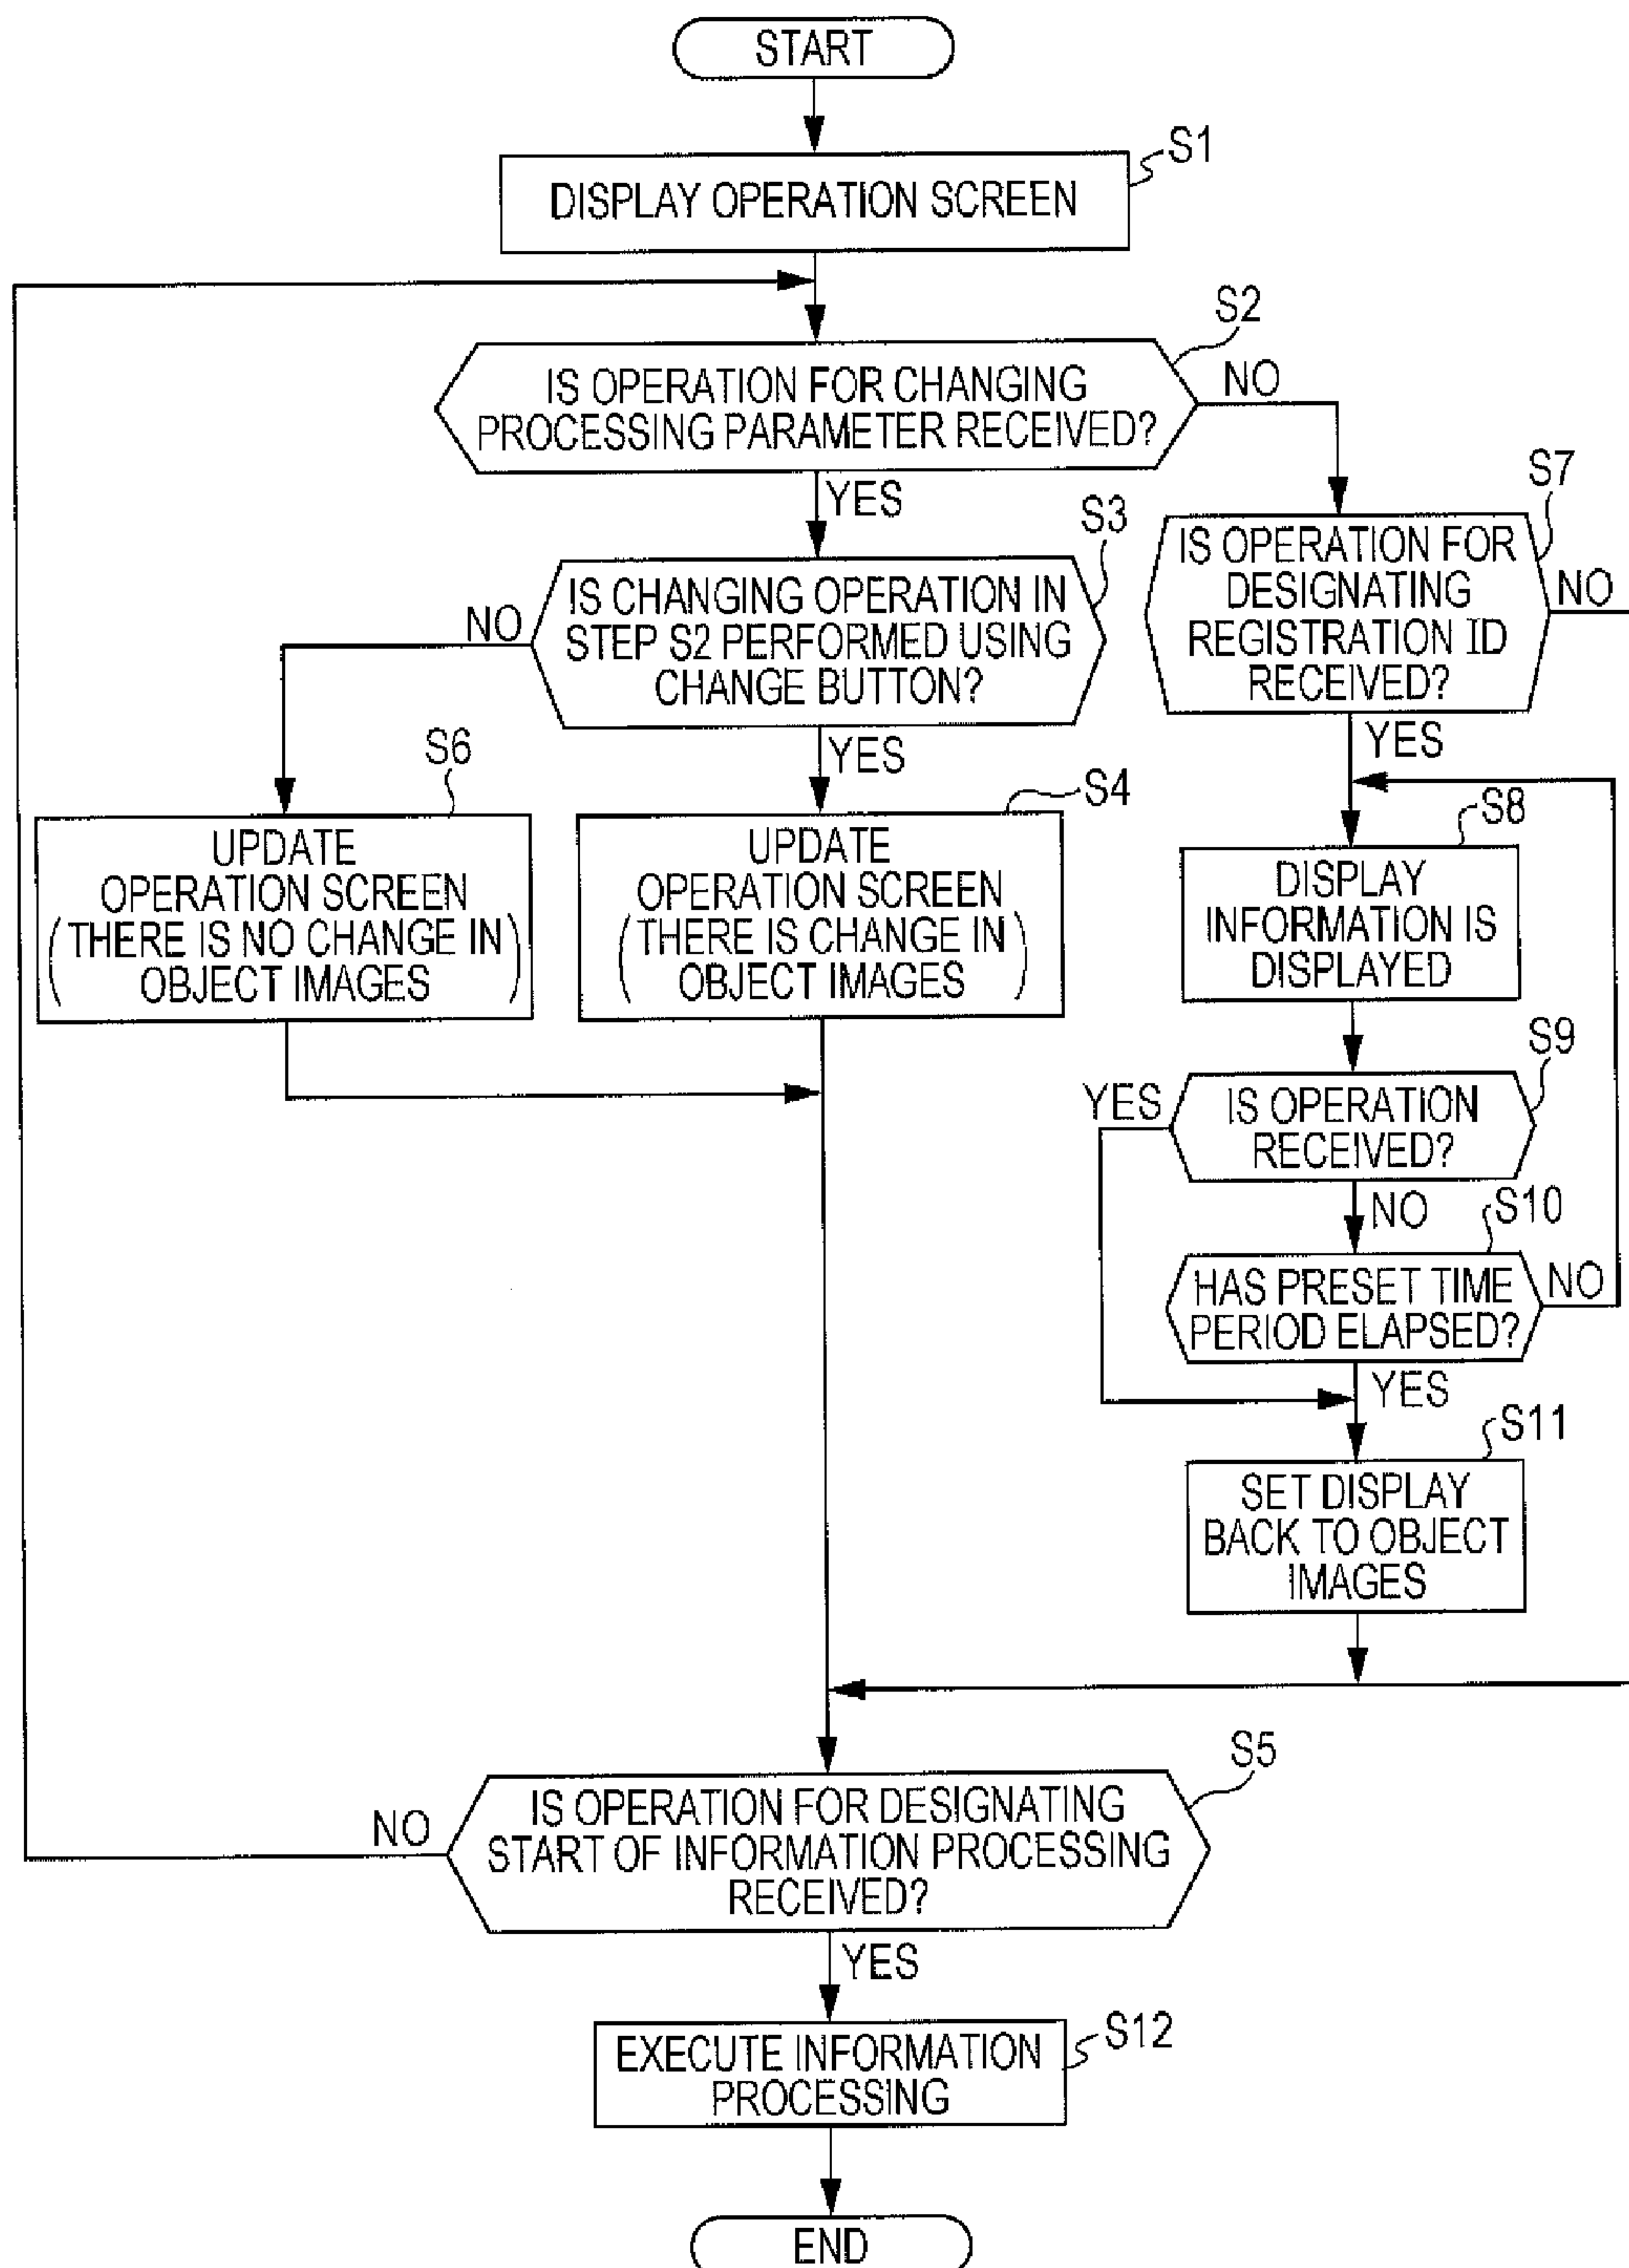 START
S1
DISPLAY OPERATION SCREEN
S2
IS OPERATION FOR CHANGING
PROCESSING PARAMETER RECEIVED?
NO
YES
S3
IS CHANGING OPERATION IN
STEP S2 PERFORMED USING
CHANGE BUTTON?
NO
YES
S7
IS OPERATION FOR
DESIGNATING
REGISTRATION ID
RECEIVED?
NO
YES
S6
UPDATE
OPERATION SCREEN
(THERE IS NO CHANGE IN
OBJECT IMAGES)
S4
UPDATE
OPERATION SCREEN
(THERE IS CHANGE IN
OBJECT IMAGES)
S8
DISPLAY
INFORMATION IS
DISPLAYED
S9
YES
IS OPERATION
RECEIVED?
NO
S10
HAS PRESET TIME
PERIOD ELAPSED?
NO
YES
S11
SET DISPLAY
BACK TO OBJECT
IMAGES
S5
IS OPERATION FOR DESIGNATING
START OF INFORMATION PROCESSING
RECEIVED?
NO
YES
S12
EXECUTE INFORMATION
PROCESSING
END